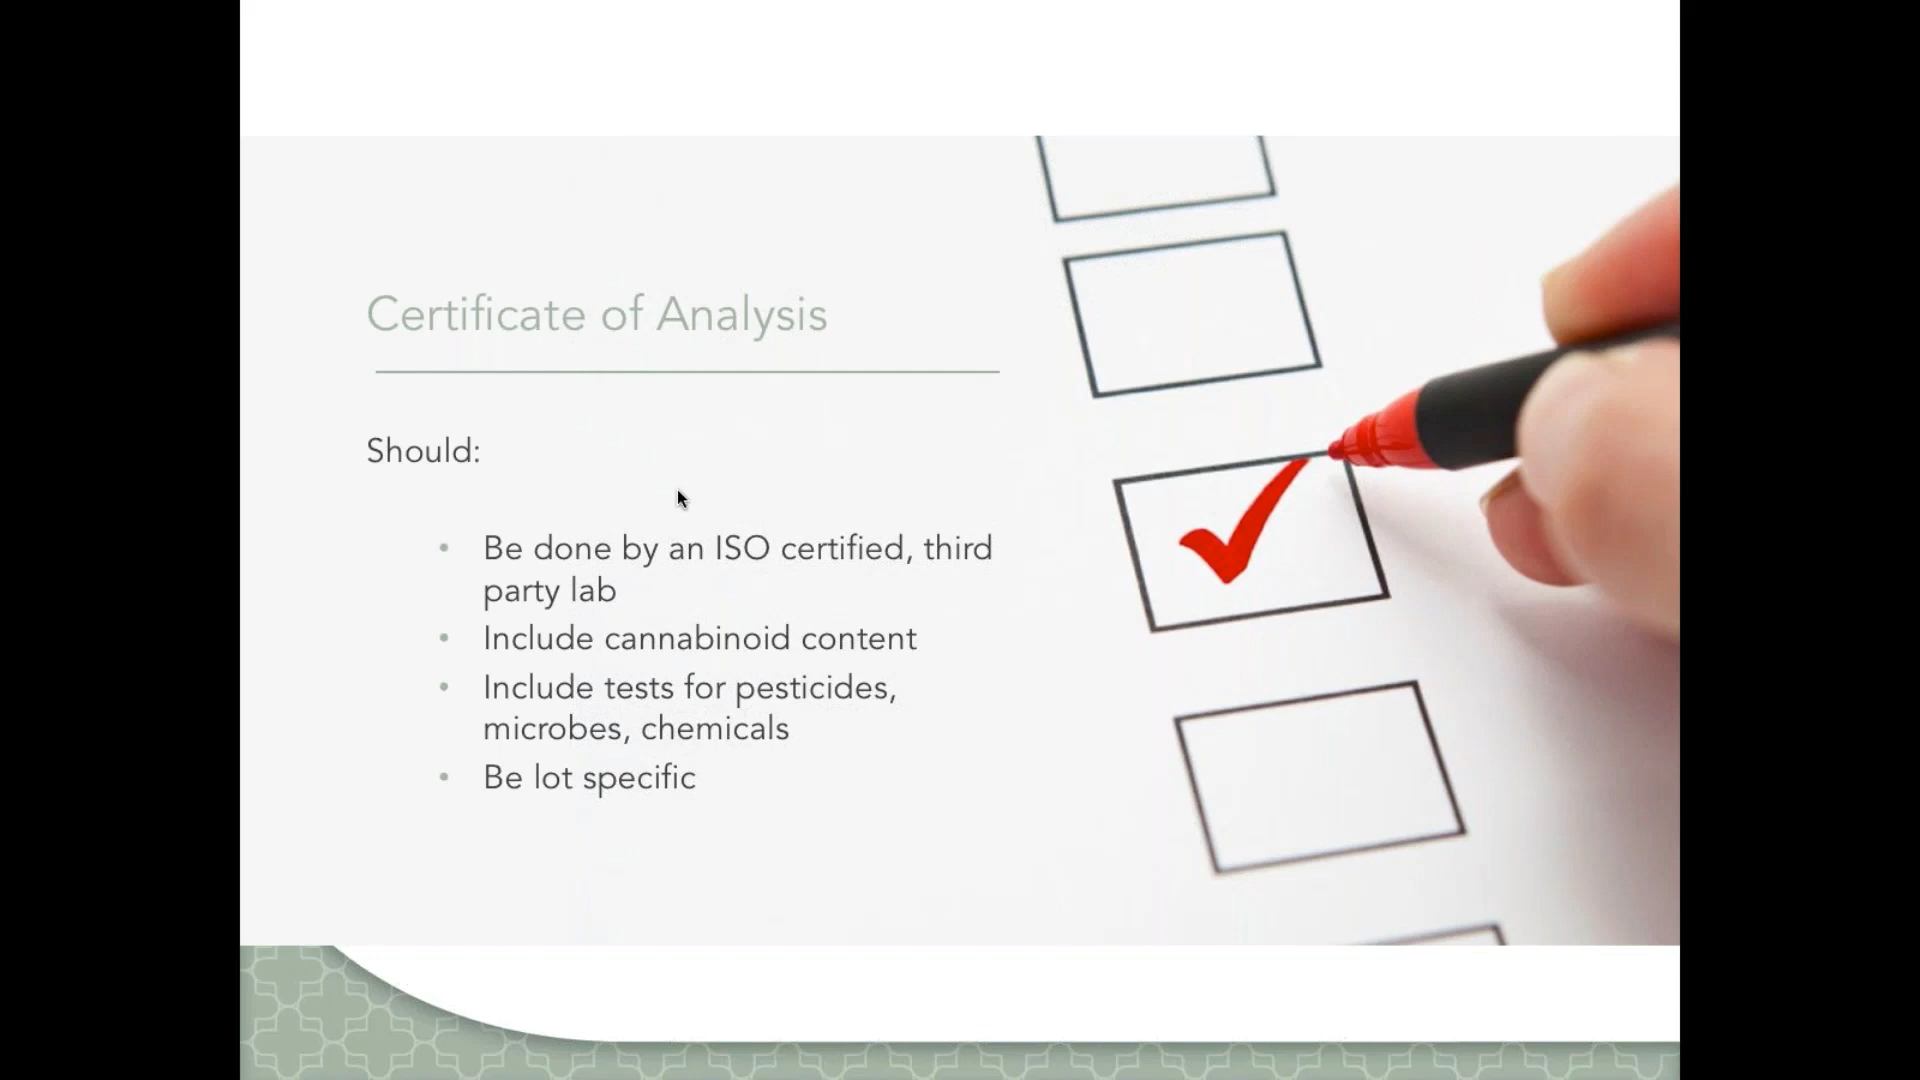 Certificate of Analysis
Should:
• Be done by an ISO certified, third
party lab
• Include cannabinoid content
• Include tests for pesticides,
microbes, chemicals
• Be lot specific